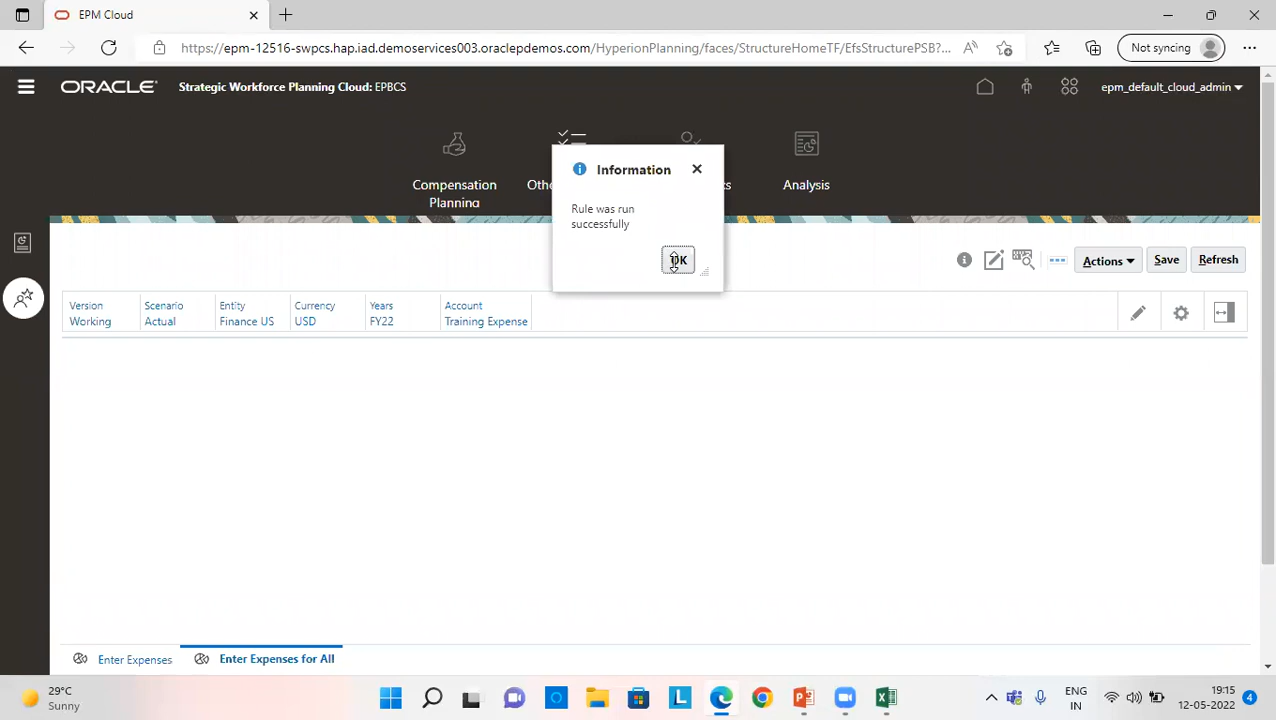 EPM Cloud
https://epm-12516-swpcs.hap.iad.demoservices003.oraclepdemos.com/HyperionPlanning/faces/StructureHomeTF/EfsStructurePSB?...
Not syncing
ORACLE
Strategic Workforce Planning Cloud: EPBCS
epm_default_cloud_admin
Compensation
Planning
Analysis
Information
Rule was run
successfully
OK
Actions
Save
Refresh
Version
Working
Scenario
Actual
Entity
Finance US
Currency
USD
Years
FY22
Account
Training Expense
Enter Expenses
Enter Expenses for All
29°C
Sunny
ENG
IN
19:15
12-05-2022
4